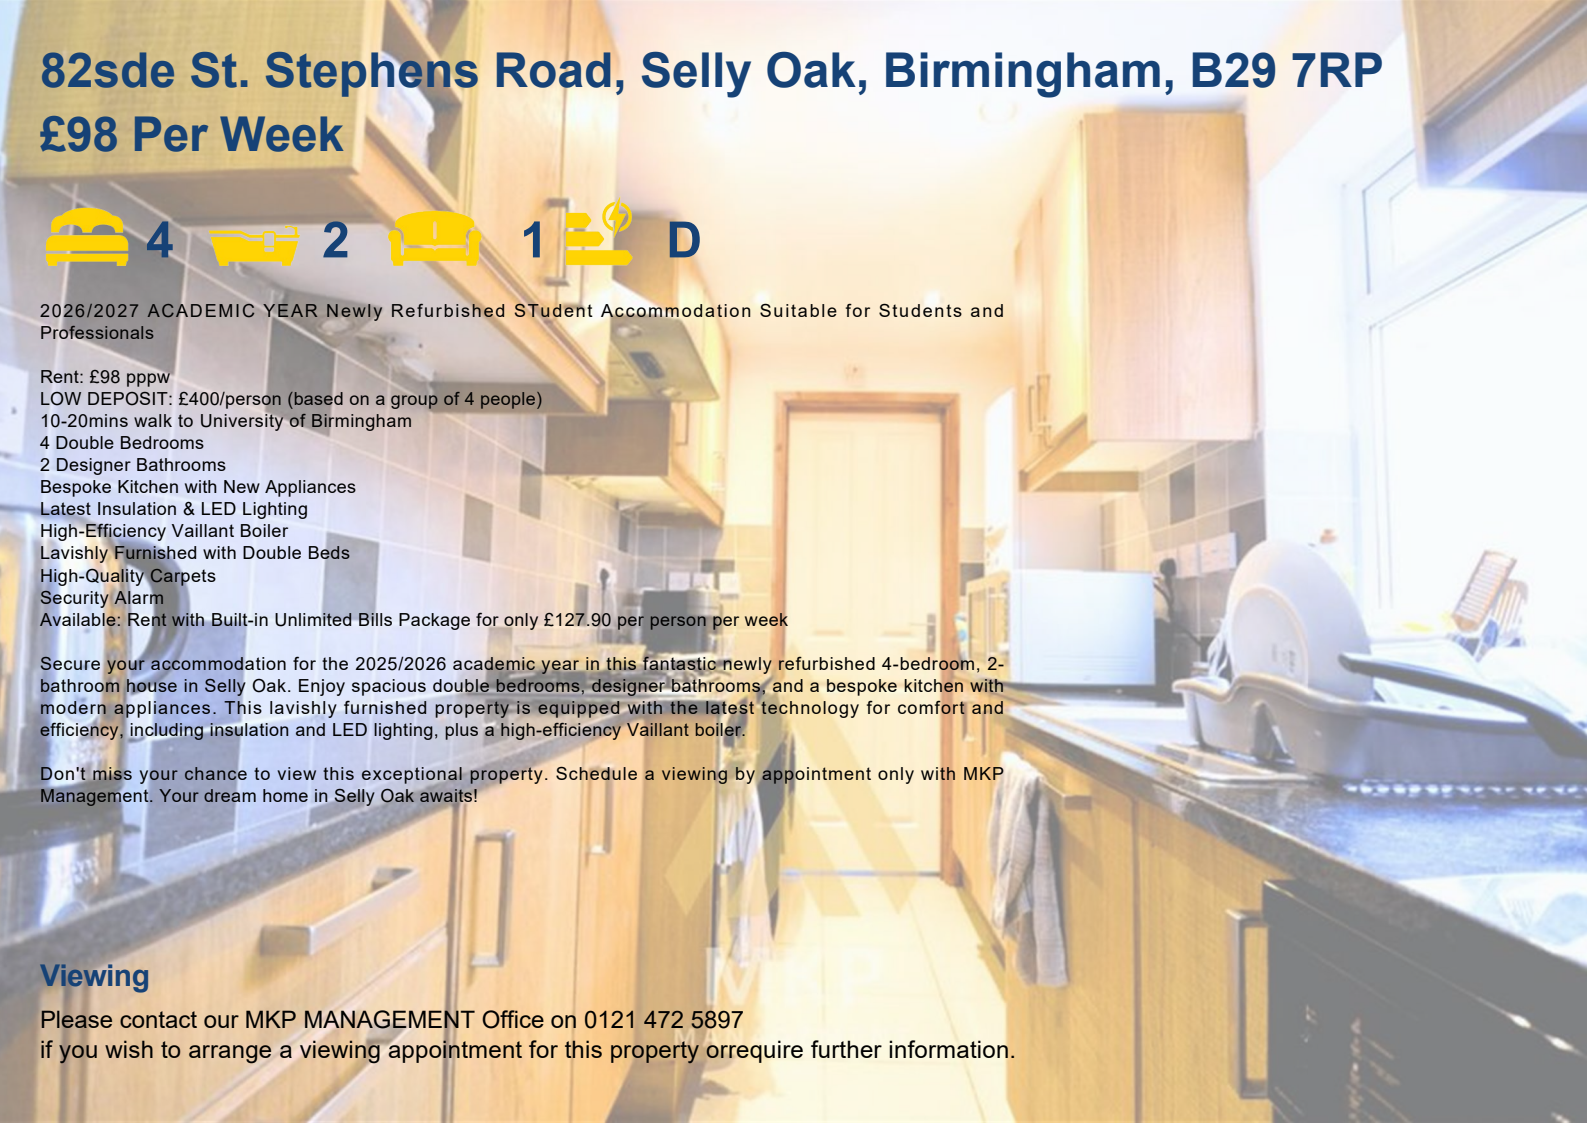 82sde St. Stephens Road, Selly Oak, Birmingham, B29 7RP
£98 Per Week
4 2 1 D
2026/2027 ACADEMIC YEAR Newly Refurbished STudent Accommodation Suitable for Students and
Professionals
Rent: £98 pppw
LOW DEPOSIT: £400/person (based on a group of 4 people)
10-20mins walk to University of Birmingham
4 Double Bedrooms
2 Designer Bathrooms
Bespoke Kitchen with New Appliances
Latest Insulation & LED Lighting
High-Efficiency Vaillant Boiler
Lavishly Furnished with Double Beds
High-Quality Carpets
Security Alarm
Available: Rent with Built-in Unlimited Bills Package for only £127.90 per person per week
Secure your accommodation for the 2025/2026 academic year in this fantastic newly refurbished 4-bedroom, 2-
bathroom house in Selly Oak. Enjoy spacious double bedrooms, designer bathrooms, and a bespoke kitchen with
modern appliances. This lavishly furnished property is equipped with the latest technology for comfort and
efficiency, including insulation and LED lighting, plus a high-efficiency Vaillant boiler.
Don't miss your chance to view this exceptional property. Schedule a viewing by appointment only with MKP
Management. Your dream home in Selly Oak awaits!
MKP
Viewing
Please contact our MKP MANAGEMENT Office on 0121 472 5897
if you wish to arrange a viewing appointment for this property orrequire further information.